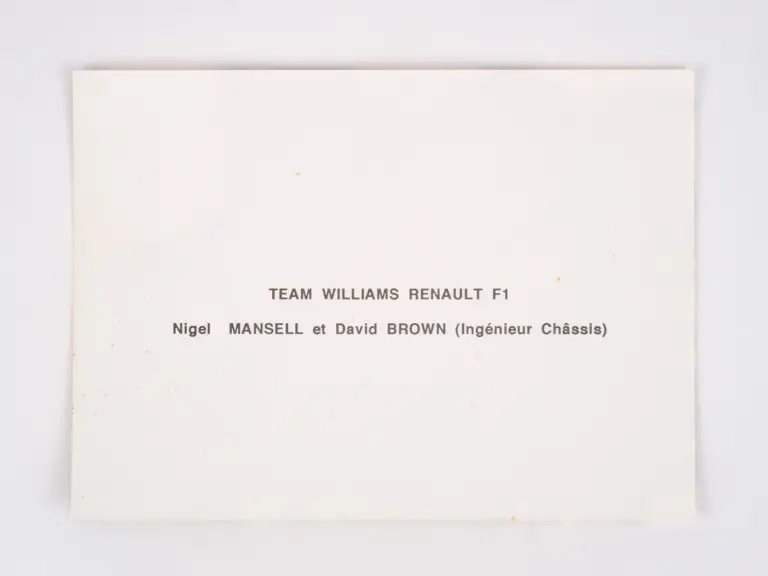 TEAM WILLIAMS RENAULT F1
Nigel MANSELL et David BROWN (Ingénieur Châssis)